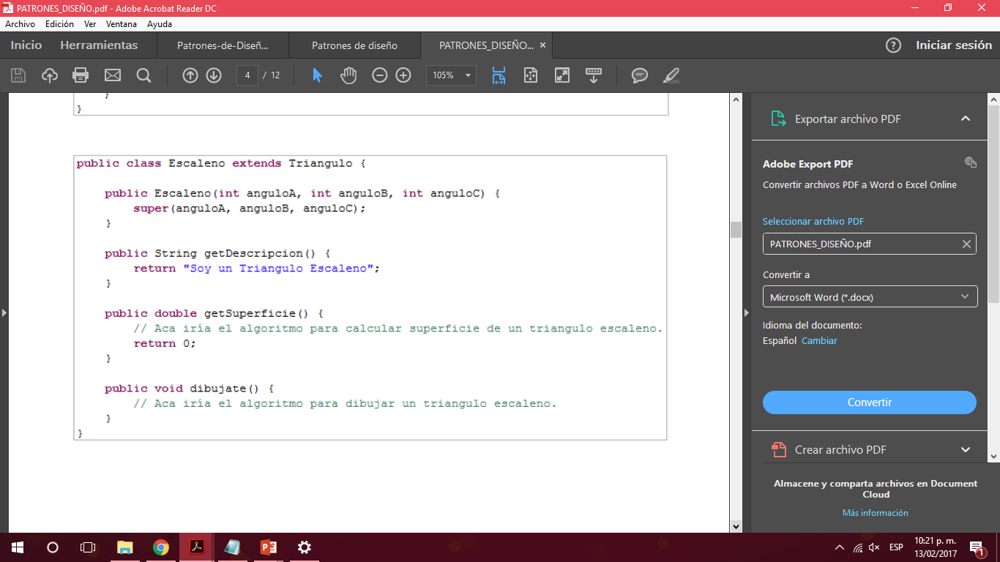 PATRONES_DISEÑO.pdf - Adobe Acrobat Reader DC
Archivo Edición Ver Ventana Ayuda
Inicio Herramientas Patrones-de-Diseñ... Patrones de diseño PATRONES_DISEÑO... × ? Iniciar sesión
4 / 12 105%
}
}
public class Escaleno extends Triangulo {
public Escaleno(int anguloA, int anguloB, int anguloC) {
super(anguloA, anguloB, anguloC);
}
public String getDescripcion() {
return "Soy un Triangulo Escaleno";
}
public double getSuperficie() {
// Aca iría el algoritmo para calcular superficie de un triangulo escaleno.
return 0;
}
public void dibujate() {
// Aca iría el algoritmo para dibujar un triangulo escaleno.
}
}
Exportar archivo PDF
Adobe Export PDF
Convertir archivos PDF a Word o Excel Online
Seleccionar archivo PDF
PATRONES_DISEÑO.pdf
Convertir a
Microsoft Word (*.docx)
Idioma del documento:
Español Cambiar
Convertir
Crear archivo PDF
Almacene y comparta archivos en Document
Cloud
Más información
ESP
10:21 p. m.
13/02/2017
1